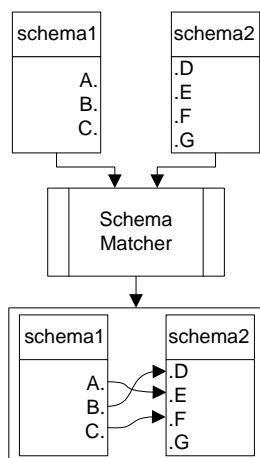 schema1
A.
B.
C.
schema2
.D
.E
.F
.G
Schema
Matcher
schema1
A.
B.
C.
schema2
.D
.E
.F
.G